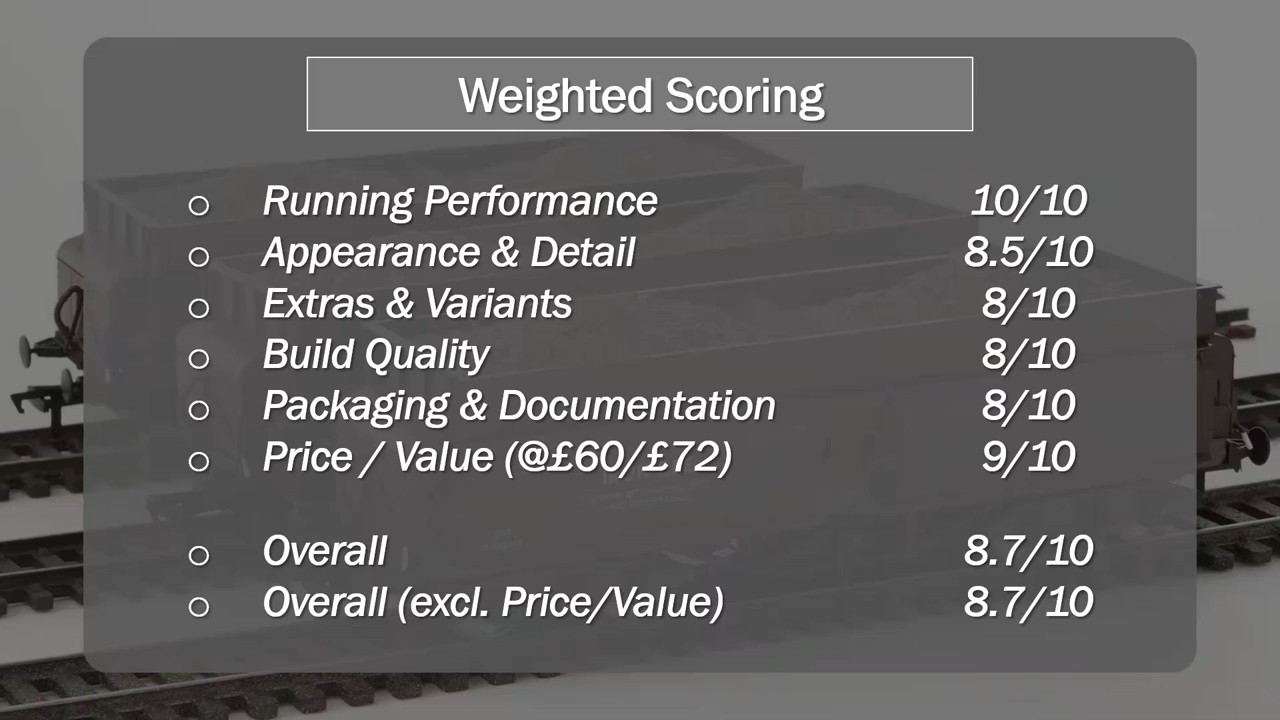 Weighted Scoring
Running Performance 10/10
Appearance & Detail 8.5/10
Extras & Variants 8/10
Build Quality 8/10
Packaging & Documentation 8/10
Price / Value (@£60/£72) 9/10
Overall 8.7/10
Overall (excl. Price/Value) 8.7/10